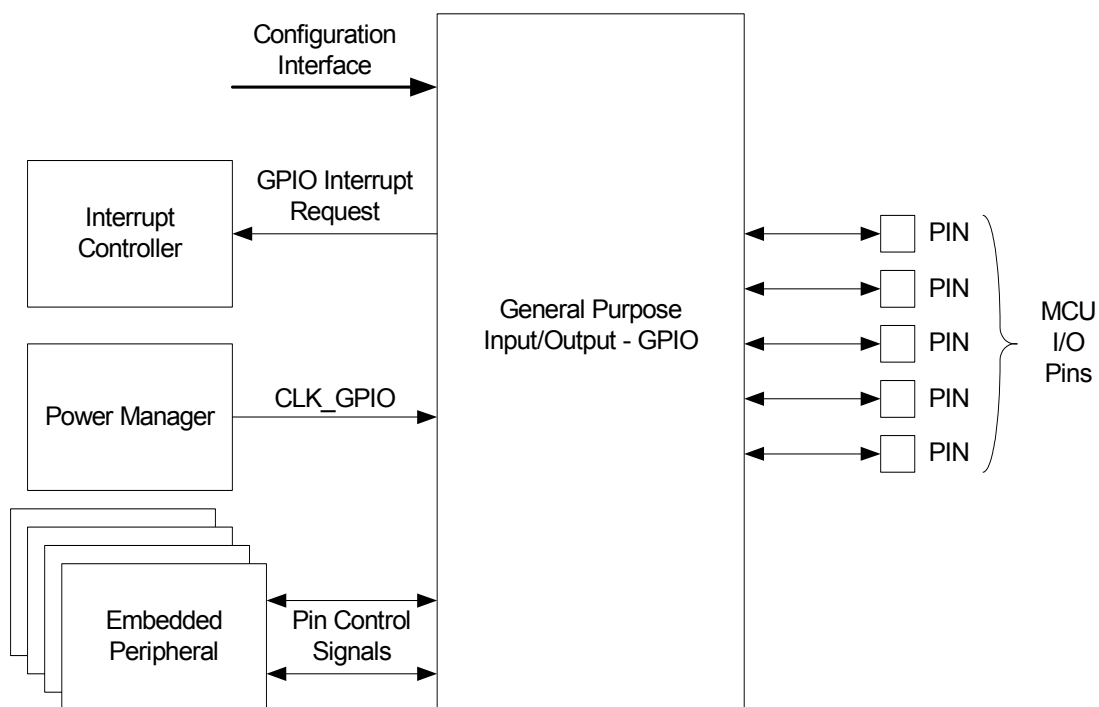 Configuration
Interface
Interrupt
Controller
GPIO Interrupt
Request
Power Manager
CLK_GPIO
Embedded
Peripheral
Pin Control
Signals
General Purpose
Input/Output - GPIO
PIN
PIN
PIN
PIN
PIN
MCU
I/O
Pins